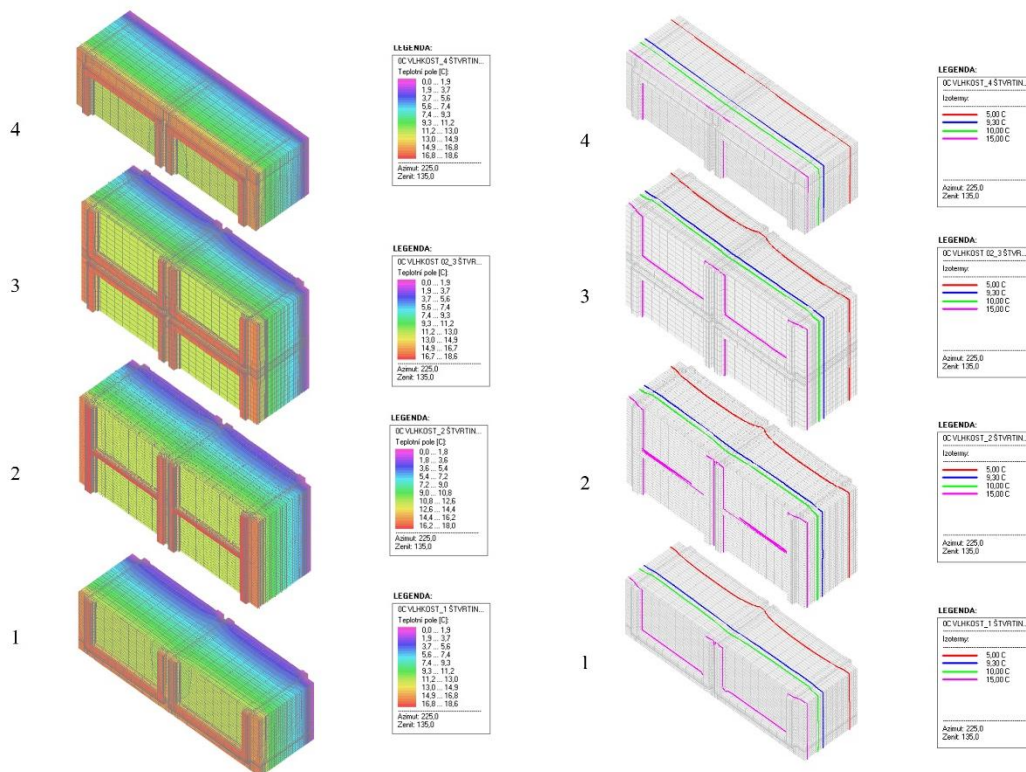 4
LEGENDA:
0C VLHKOST_4 ŠTVRTIN...
Teplotní pole [C]:
0,0 ... 1,9
1,9 ... 3,7
3,7 ... 5,6
5,6 ... 7,4
7,4 ... 9,3
9,3 ... 11,2
11,2 ... 13,0
13,0 ... 14,9
14,9 ... 16,8
16,8 ... 18,6
Azimut: 225,0
Zenit: 135,0
3
LEGENDA:
0C VLHKOST 02_3 ŠTVR...
Teplotní pole [C]:
0,0 ... 1,9
1,9 ... 3,7
3,7 ... 5,6
5,6 ... 7,4
7,4 ... 9,3
9,3 ... 11,2
11,2 ... 13,0
13,0 ... 14,9
14,9 ... 16,7
16,7 ... 18,6
Azimut: 225,0
Zenit: 135,0
2
LEGENDA:
0C VLHKOST_2 ŠTVRTIN...
Teplotní pole [C]:
0,0 ... 1,8
1,8 ... 3,6
3,6 ... 5,4
5,4 ... 7,2
7,2 ... 9,0
9,0 ... 10,8
10,8 ... 12,6
12,6 ... 14,4
14,4 ... 16,2
16,2 ... 18,0
Azimut: 225,0
Zenit: 135,0
1
LEGENDA:
0C VLHKOST_1 ŠTVRTIN...
Teplotní pole [C]:
0,0 ... 1,9
1,9 ... 3,7
3,7 ... 5,6
5,6 ... 7,4
7,4 ... 9,3
9,3 ... 11,2
11,2 ... 13,0
13,0 ... 14,9
14,9 ... 16,8
16,8 ... 18,6
Azimut: 225,0
Zenit: 135,0
4
LEGENDA:
0C VLHKOST_4 ŠTVRTIN...
Izotermy:
5,00 C
9,30 C
10,00 C
15,00 C
Azimut: 225,0
Zenit: 135,0
3
LEGENDA:
0C VLHKOST 02_3 ŠTVR...
Izotermy:
5,00 C
9,30 C
10,00 C
15,00 C
Azimut: 225,0
Zenit: 135,0
2
LEGENDA:
0C VLHKOST_2 ŠTVRTIN...
Izotermy:
5,00 C
9,30 C
10,00 C
15,00 C
Azimut: 225,0
Zenit: 135,0
1
LEGENDA:
0C VLHKOST_1 ŠTVRTIN...
Izotermy:
5,00 C
9,30 C
10,00 C
15,00 C
Azimut: 225,0
Zenit: 135,0